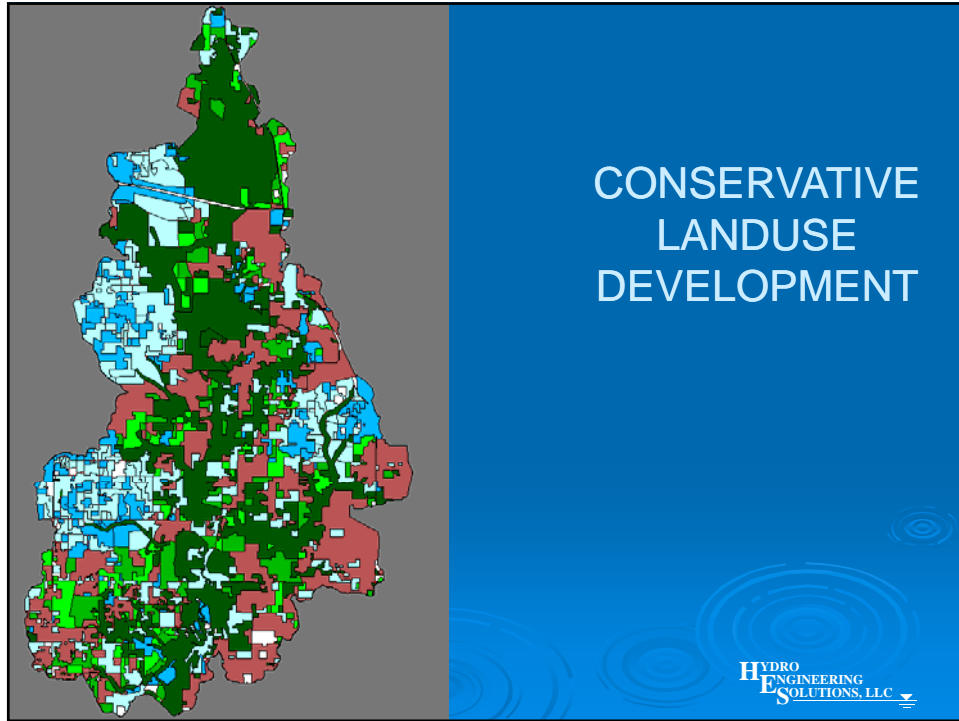 CONSERVATIVE
LANDUSE
DEVELOPMENT
HYDRO
ENGINEERING
SOLUTIONS, LLC